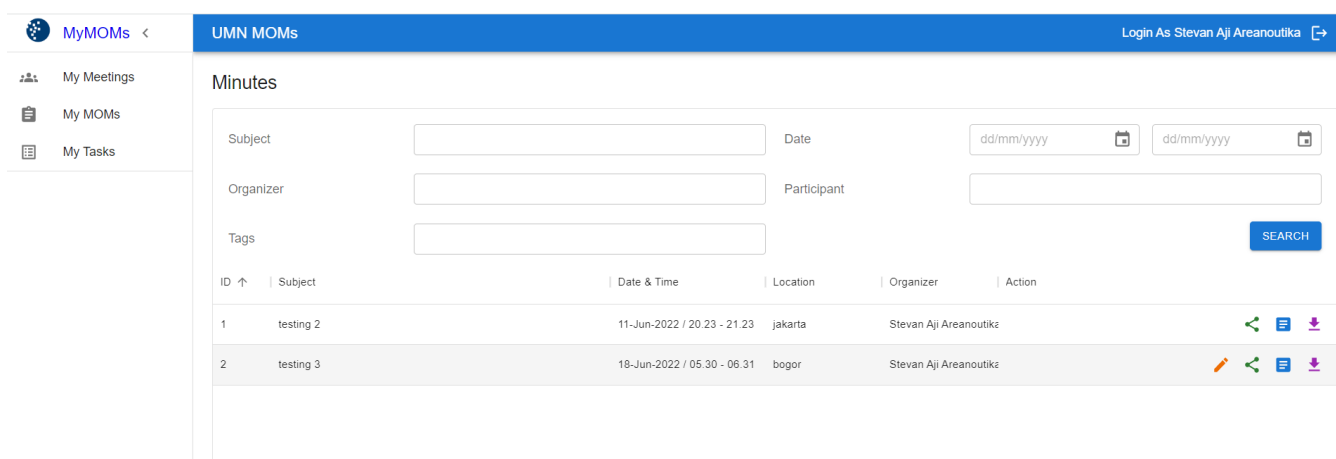 MyMOMs
UMN MOMs
Login As Stevan Aji Areanoutika
My Meetings
My MOMs
My Tasks
Minutes
Subject
Date
dd/mm/yyyy
dd/mm/yyyy
Organizer
Participant
Tags
SEARCH
ID Subject Date & Time Location Organizer Action
1 testing 2 11-Jun-2022 / 20.23 - 21.23 jakarta Stevan Aji Areanoutika
2 testing 3 18-Jun-2022 / 05.30 - 06.31 bogor Stevan Aji Areanoutika